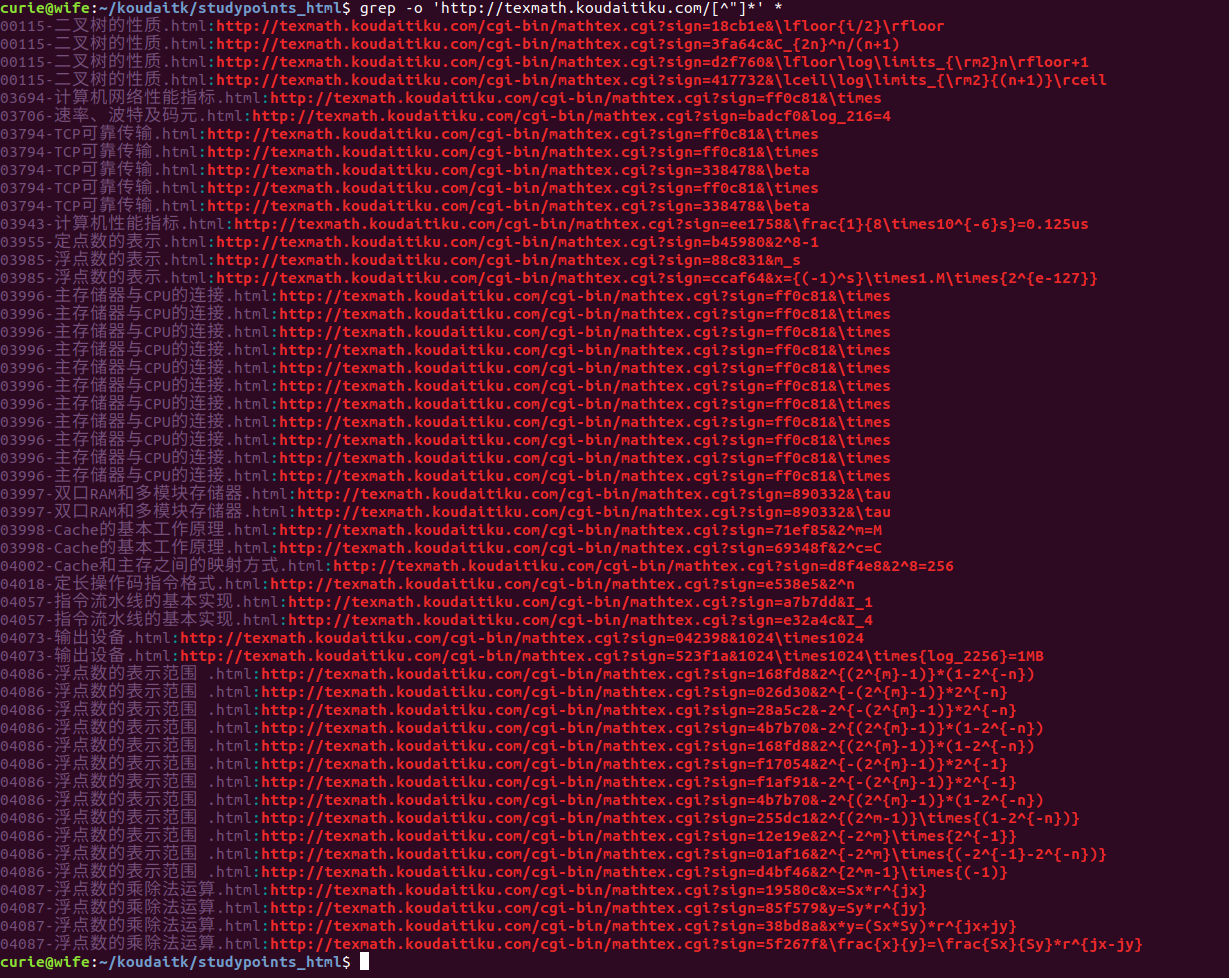 curie@wife:~/koudaitk/studypoints_html$ grep -o 'http://texmath.koudaitiku.com/[^"]*' *
00115-二叉树的性质.html:http://texmath.koudaitiku.com/cgi-bin/mathtex.cgi?sign=18cb1e&\lfloor{i/2}\rfloor
00115-二叉树的性质.html:http://texmath.koudaitiku.com/cgi-bin/mathtex.cgi?sign=3fa64c&C_{2n}^n/(n+1)
00115-二叉树的性质.html:http://texmath.koudaitiku.com/cgi-bin/mathtex.cgi?sign=d2f760&\lfloor\log\limits_{\rm2}n\rfloor+1
00115-二叉树的性质.html:http://texmath.koudaitiku.com/cgi-bin/mathtex.cgi?sign=417732&\lceil\log\limits_{\rm2}{(n+1)}\rceil
03694-计算机网络性能指标.html:http://texmath.koudaitiku.com/cgi-bin/mathtex.cgi?sign=ff0c81&\times
03706-速率、波特及码元.html:http://texmath.koudaitiku.com/cgi-bin/mathtex.cgi?sign=badcf0&log_216=4
03794-TCP可靠传输.html:http://texmath.koudaitiku.com/cgi-bin/mathtex.cgi?sign=ff0c81&\times
03794-TCP可靠传输.html:http://texmath.koudaitiku.com/cgi-bin/mathtex.cgi?sign=ff0c81&\times
03794-TCP可靠传输.html:http://texmath.koudaitiku.com/cgi-bin/mathtex.cgi?sign=338478&\beta
03794-TCP可靠传输.html:http://texmath.koudaitiku.com/cgi-bin/mathtex.cgi?sign=ff0c81&\times
03794-TCP可靠传输.html:http://texmath.koudaitiku.com/cgi-bin/mathtex.cgi?sign=338478&\beta
03943-计算机性能指标.html:http://texmath.koudaitiku.com/cgi-bin/mathtex.cgi?sign=ee1758&\frac{1}{8\times10^{-6}s}=0.125us
03955-定点数的表示.html:http://texmath.koudaitiku.com/cgi-bin/mathtex.cgi?sign=b45980&2^8-1
03985-浮点数的表示.html:http://texmath.koudaitiku.com/cgi-bin/mathtex.cgi?sign=88c831&m_s
03985-浮点数的表示.html:http://texmath.koudaitiku.com/cgi-bin/mathtex.cgi?sign=ccaf64&x={(-1)^s}\times1.M\times{2^{e-127}}
03996-主存储器与CPU的连接.html:http://texmath.koudaitiku.com/cgi-bin/mathtex.cgi?sign=ff0c81&\times
03996-主存储器与CPU的连接.html:http://texmath.koudaitiku.com/cgi-bin/mathtex.cgi?sign=ff0c81&\times
03996-主存储器与CPU的连接.html:http://texmath.koudaitiku.com/cgi-bin/mathtex.cgi?sign=ff0c81&\times
03996-主存储器与CPU的连接.html:http://texmath.koudaitiku.com/cgi-bin/mathtex.cgi?sign=ff0c81&\times
03996-主存储器与CPU的连接.html:http://texmath.koudaitiku.com/cgi-bin/mathtex.cgi?sign=ff0c81&\times
03996-主存储器与CPU的连接.html:http://texmath.koudaitiku.com/cgi-bin/mathtex.cgi?sign=ff0c81&\times
03996-主存储器与CPU的连接.html:http://texmath.koudaitiku.com/cgi-bin/mathtex.cgi?sign=ff0c81&\times
03996-主存储器与CPU的连接.html:http://texmath.koudaitiku.com/cgi-bin/mathtex.cgi?sign=ff0c81&\times
03996-主存储器与CPU的连接.html:http://texmath.koudaitiku.com/cgi-bin/mathtex.cgi?sign=ff0c81&\times
03996-主存储器与CPU的连接.html:http://texmath.koudaitiku.com/cgi-bin/mathtex.cgi?sign=ff0c81&\times
03996-主存储器与CPU的连接.html:http://texmath.koudaitiku.com/cgi-bin/mathtex.cgi?sign=ff0c81&\times
03997-双口RAM和多模块存储器.html:http://texmath.koudaitiku.com/cgi-bin/mathtex.cgi?sign=890332&\tau
03997-双口RAM和多模块存储器.html:http://texmath.koudaitiku.com/cgi-bin/mathtex.cgi?sign=890332&\tau
03998-Cache的基本工作原理.html:http://texmath.koudaitiku.com/cgi-bin/mathtex.cgi?sign=71ef85&2^m=M
03998-Cache的基本工作原理.html:http://texmath.koudaitiku.com/cgi-bin/mathtex.cgi?sign=69348f&2^c=C
04002-Cache和主存之间的映射方式.html:http://texmath.koudaitiku.com/cgi-bin/mathtex.cgi?sign=d8f4e8&2^8=256
04018-定长操作码指令格式.html:http://texmath.koudaitiku.com/cgi-bin/mathtex.cgi?sign=e538e5&2^n
04057-指令流水线的基本实现.html:http://texmath.koudaitiku.com/cgi-bin/mathtex.cgi?sign=a7b7dd&I_1
04057-指令流水线的基本实现.html:http://texmath.koudaitiku.com/cgi-bin/mathtex.cgi?sign=e32a4c&I_4
04073-输出设备.html:http://texmath.koudaitiku.com/cgi-bin/mathtex.cgi?sign=042398&1024\times1024
04073-输出设备.html:http://texmath.koudaitiku.com/cgi-bin/mathtex.cgi?sign=523f1a&1024\times1024\times{log_2256}=1MB
04086-浮点数的表示范围 .html:http://texmath.koudaitiku.com/cgi-bin/mathtex.cgi?sign=168fd8&2^{(2^{m}-1)}*(1-2^{-n})
04086-浮点数的表示范围 .html:http://texmath.koudaitiku.com/cgi-bin/mathtex.cgi?sign=026d30&2^{-(2^{m}-1)}*2^{-n}
04086-浮点数的表示范围 .html:http://texmath.koudaitiku.com/cgi-bin/mathtex.cgi?sign=28a5c2&-2^{-(2^{m}-1)}*2^{-n}
04086-浮点数的表示范围 .html:http://texmath.koudaitiku.com/cgi-bin/mathtex.cgi?sign=4b7b70&-2^{(2^{m}-1)}*(1-2^{-n})
04086-浮点数的表示范围 .html:http://texmath.koudaitiku.com/cgi-bin/mathtex.cgi?sign=168fd8&2^{(2^{m}-1)}*(1-2^{-n})
04086-浮点数的表示范围 .html:http://texmath.koudaitiku.com/cgi-bin/mathtex.cgi?sign=f17054&2^{-(2^{m}-1)}*2^{-1}
04086-浮点数的表示范围 .html:http://texmath.koudaitiku.com/cgi-bin/mathtex.cgi?sign=f1af91&-2^{-(2^{m}-1)}*2^{-1}
04086-浮点数的表示范围 .html:http://texmath.koudaitiku.com/cgi-bin/mathtex.cgi?sign=4b7b70&-2^{(2^{m}-1)}*(1-2^{-n})
04086-浮点数的表示范围 .html:http://texmath.koudaitiku.com/cgi-bin/mathtex.cgi?sign=255dc1&2^{(2^m-1)}\times{(1-2^{-n})}
04086-浮点数的表示范围 .html:http://texmath.koudaitiku.com/cgi-bin/mathtex.cgi?sign=12e19e&2^{-2^m}\times{2^{-1}}
04086-浮点数的表示范围 .html:http://texmath.koudaitiku.com/cgi-bin/mathtex.cgi?sign=01af16&2^{-2^m}\times{(-2^{-1}-2^{-n})}
04086-浮点数的表示范围 .html:http://texmath.koudaitiku.com/cgi-bin/mathtex.cgi?sign=d4bf46&2^{2^m-1}\times{(-1)}
04087-浮点数的乘除法运算.html:http://texmath.koudaitiku.com/cgi-bin/mathtex.cgi?sign=19580c&x=Sx*r^{jx}
04087-浮点数的乘除法运算.html:http://texmath.koudaitiku.com/cgi-bin/mathtex.cgi?sign=85f579&y=Sy*r^{jy}
04087-浮点数的乘除法运算.html:http://texmath.koudaitiku.com/cgi-bin/mathtex.cgi?sign=38bd8a&x*y=(Sx*Sy)*r^{jx+jy}
04087-浮点数的乘除法运算.html:http://texmath.koudaitiku.com/cgi-bin/mathtex.cgi?sign=5f267f&\frac{x}{y}=\frac{Sx}{Sy}*r^{jx-jy}
curie@wife:~/koudaitk/studypoints_html$